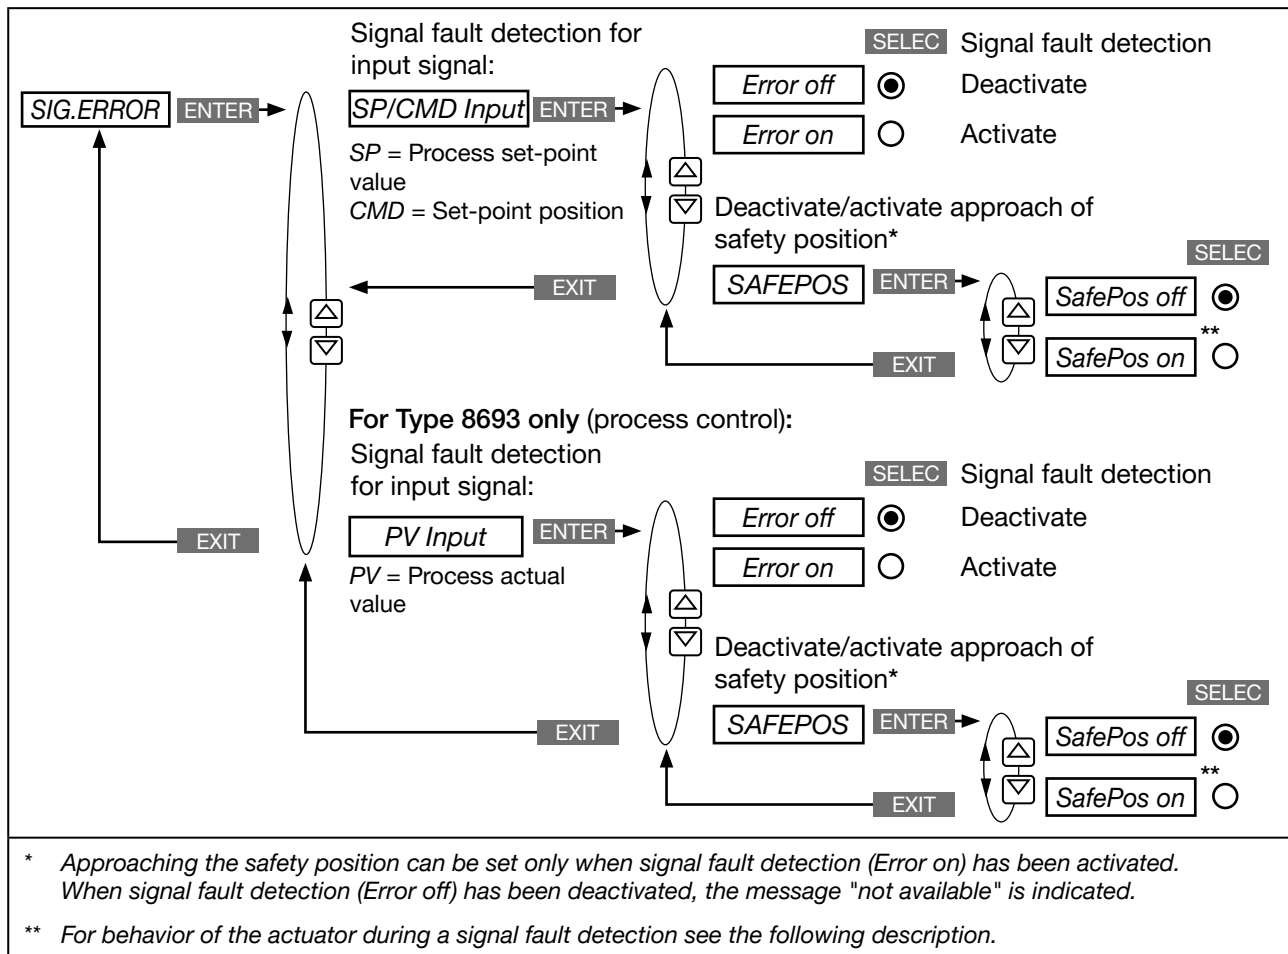 Signal fault detection for
input signal:
SELEC Signal fault detection
Error off Deactivate
SIG.ERROR ENTER SP/CMD Input ENTER
Error on Activate
SP = Process set-point
value
CMD = Set-point position
Deactivate/activate approach of
safety position*
SELEC
EXIT SAFEPOS ENTER SafePos off
**
EXIT SafePos on
For Type 8693 only (process control):
Signal fault detection
for input signal:
SELEC Signal fault detection
Error off Deactivate
EXIT PV Input ENTER
Error on Activate
PV = Process actual
value
Deactivate/activate approach of
safety position*
SELEC
EXIT SAFEPOS ENTER SafePos off
**
EXIT SafePos on
* Approaching the safety position can be set only when signal fault detection (Error on) has been activated.
When signal fault detection (Error off) has been deactivated, the message "not available" is indicated.
** For behavior of the actuator during a signal fault detection see the following description.